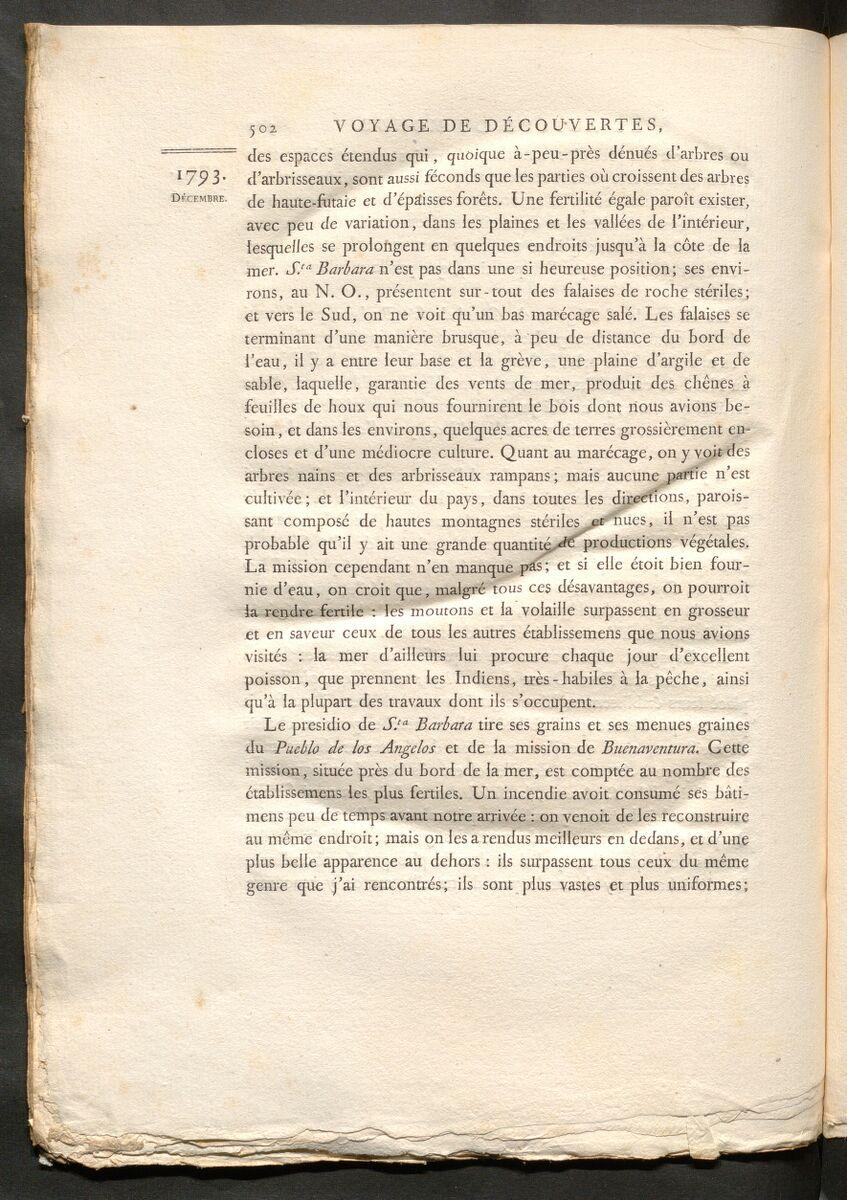 502 VOYAGE DE DÉCOUVERTES,
1793.
DÉCEMBRE.
des espaces étendus qui, quoique à-peu-près dénués d'arbres ou
d'arbrisseaux, sont aussi féconds que les parties où croissent des arbres
de haute-futaie et d'épaisses forêts. Une fertilité égale paroît exister,
avec peu de variation, dans les plaines et les vallées de l'intérieur,
lesquelles se prolongent en quelques endroits jusqu'à la côte de la
mer. S.ta Barbara n'est pas dans une si heureuse position; ses envi-
rons, au N. O., présentent sur-tout des falaises de roche stériles;
et vers le Sud, on ne voit qu'un bas marécage salé. Les falaises se
terminant d'une manière brusque, à peu de distance du bord de
l'eau, il y a entre leur base et la grève, une plaine d'argile et de
sable, laquelle, garantie des vents de mer, produit des chênes à
feuilles de houx qui nous fournirent le bois dont nous avions be-
soin, et dans les environs, quelques acres de terres grossièrement en-
closes et d'une médiocre culture. Quant au marécage, on y voit des
arbres nains et des arbrisseaux rampans; mais aucune partie n'est
cultivée; et l'intérieur du pays, dans toutes les directions, parois-
sant composé de hautes montagnes stériles et nues, il n'est pas
probable qu'il y ait une grande quantité de productions végétales.
La mission cependant n'en manque pas; et si elle étoit bien four-
nie d'eau, on croit que, malgré tous ces désavantages, on pourroit
la rendre fertile : les moutons et la volaille surpassent en grosseur
et en saveur ceux de tous les autres établissemens que nous avions
visités : la mer d'ailleurs lui procure chaque jour d'excellent
poisson, que prennent les Indiens, très-habiles à la pêche, ainsi
qu'à la plupart des travaux dont ils s'occupent.
Le presidio de S.ta Barbara tire ses grains et ses menues graines
du Pueblo de los Angelos et de la mission de Buenaventura. Cette
mission, située près du bord de la mer, est comptée au nombre des
établissemens les plus fertiles. Un incendie avoit consumé ses bâti-
mens peu de temps avant notre arrivée : on venoit de les reconstruire
au même endroit; mais on les a rendus meilleurs en dedans, et d'une
plus belle apparence au dehors : ils surpassent tous ceux du même
genre que j'ai rencontrés; ils sont plus vastes et plus uniformes;